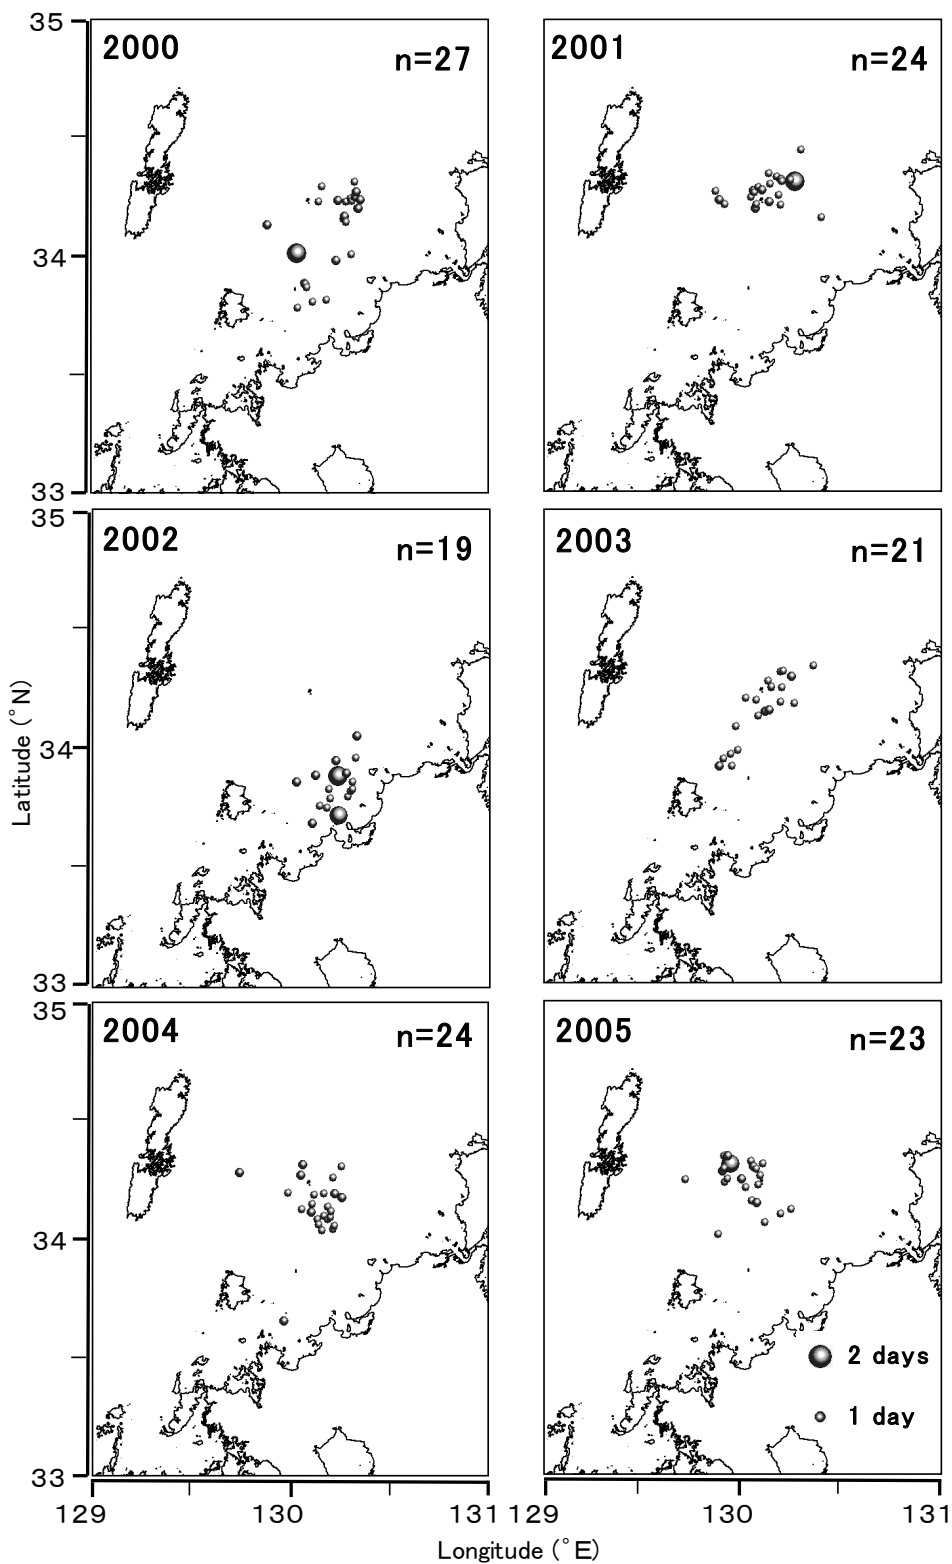 35
2000 n=27
2001 n=24
34
33
35
2002 n=19
2003 n=21
34
33
35
2004 n=24
2005 n=23
34
2 days
1 day
33
129 130 131 129 130 131
Latitude (°N)
Longitude (°E)